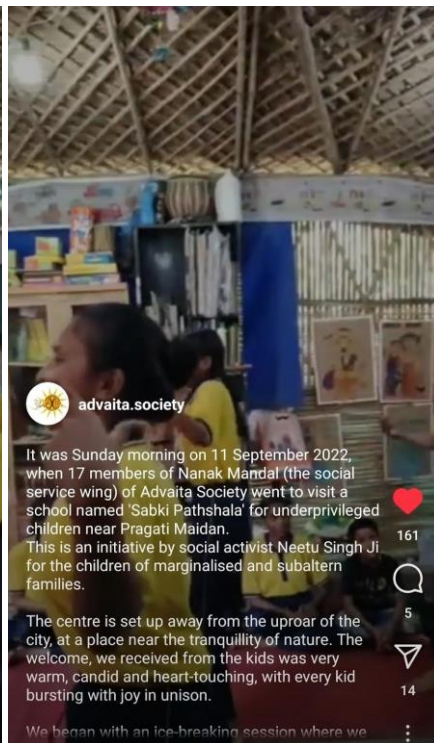 advaita.society
It was Sunday morning on 11 September 2022,
when 17 members of Nanak Mandal (the social
service wing) of Advaita Society went to visit a
school named 'Sabki Pathshala' for underprivileged
children near Pragati Maidan.
This is an initiative by social activist Neetu Singh Ji
for the children of marginalised and subaltern
families.
The centre is set up away from the uproar of the
city, at a place near the tranquillity of nature. The
welcome, we received from the kids was very
warm, candid and heart-touching, with every kid
bursting with joy in unison.
We began with an ice-breaking session where we
161
5
14